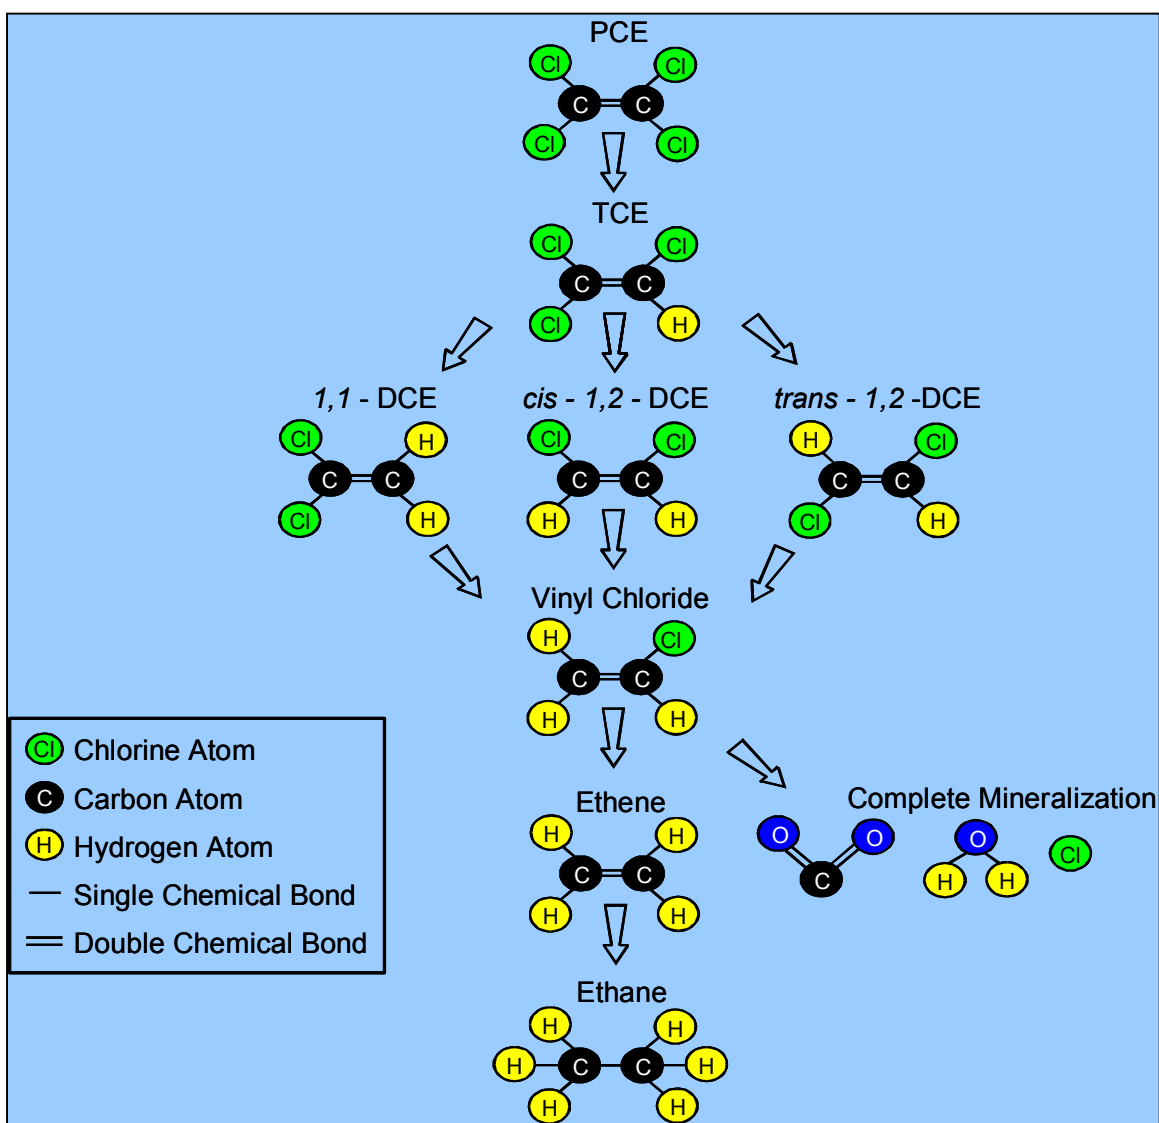 PCE
Cl Cl
C C
Cl Cl
TCE
Cl Cl
C C
Cl H
1,1 - DCE cis - 1,2 - DCE trans - 1,2 -DCE
Cl H Cl Cl H Cl
C C C C C C
Cl H H H Cl H
Vinyl Chloride
H Cl
C C
H H
Cl Chlorine Atom
C Carbon Atom
H Hydrogen Atom
Single Chemical Bond
Double Chemical Bond
Ethene
H H
C C
H H
Complete Mineralization
O O O Cl
C H H
Ethane
H H
H C C H
H H